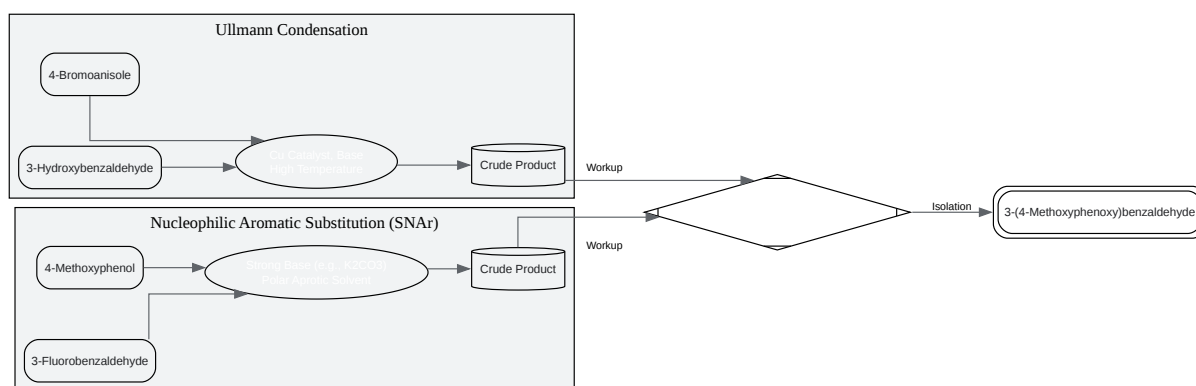 Ullmann Condensation
4-Bromoanisole
3-Hydroxybenzaldehyde
Cu Catalyst, Base
High Temperature
Crude Product
Workup
Nucleophilic Aromatic Substitution (SNAr)
4-Methoxyphenol
3-Fluorobenzaldehyde
Strong Base (e.g., K2CO3)
Polar Aprotic Solvent
Crude Product
Workup
Isolation
3-(4-Methoxyphenoxy)benzaldehyde